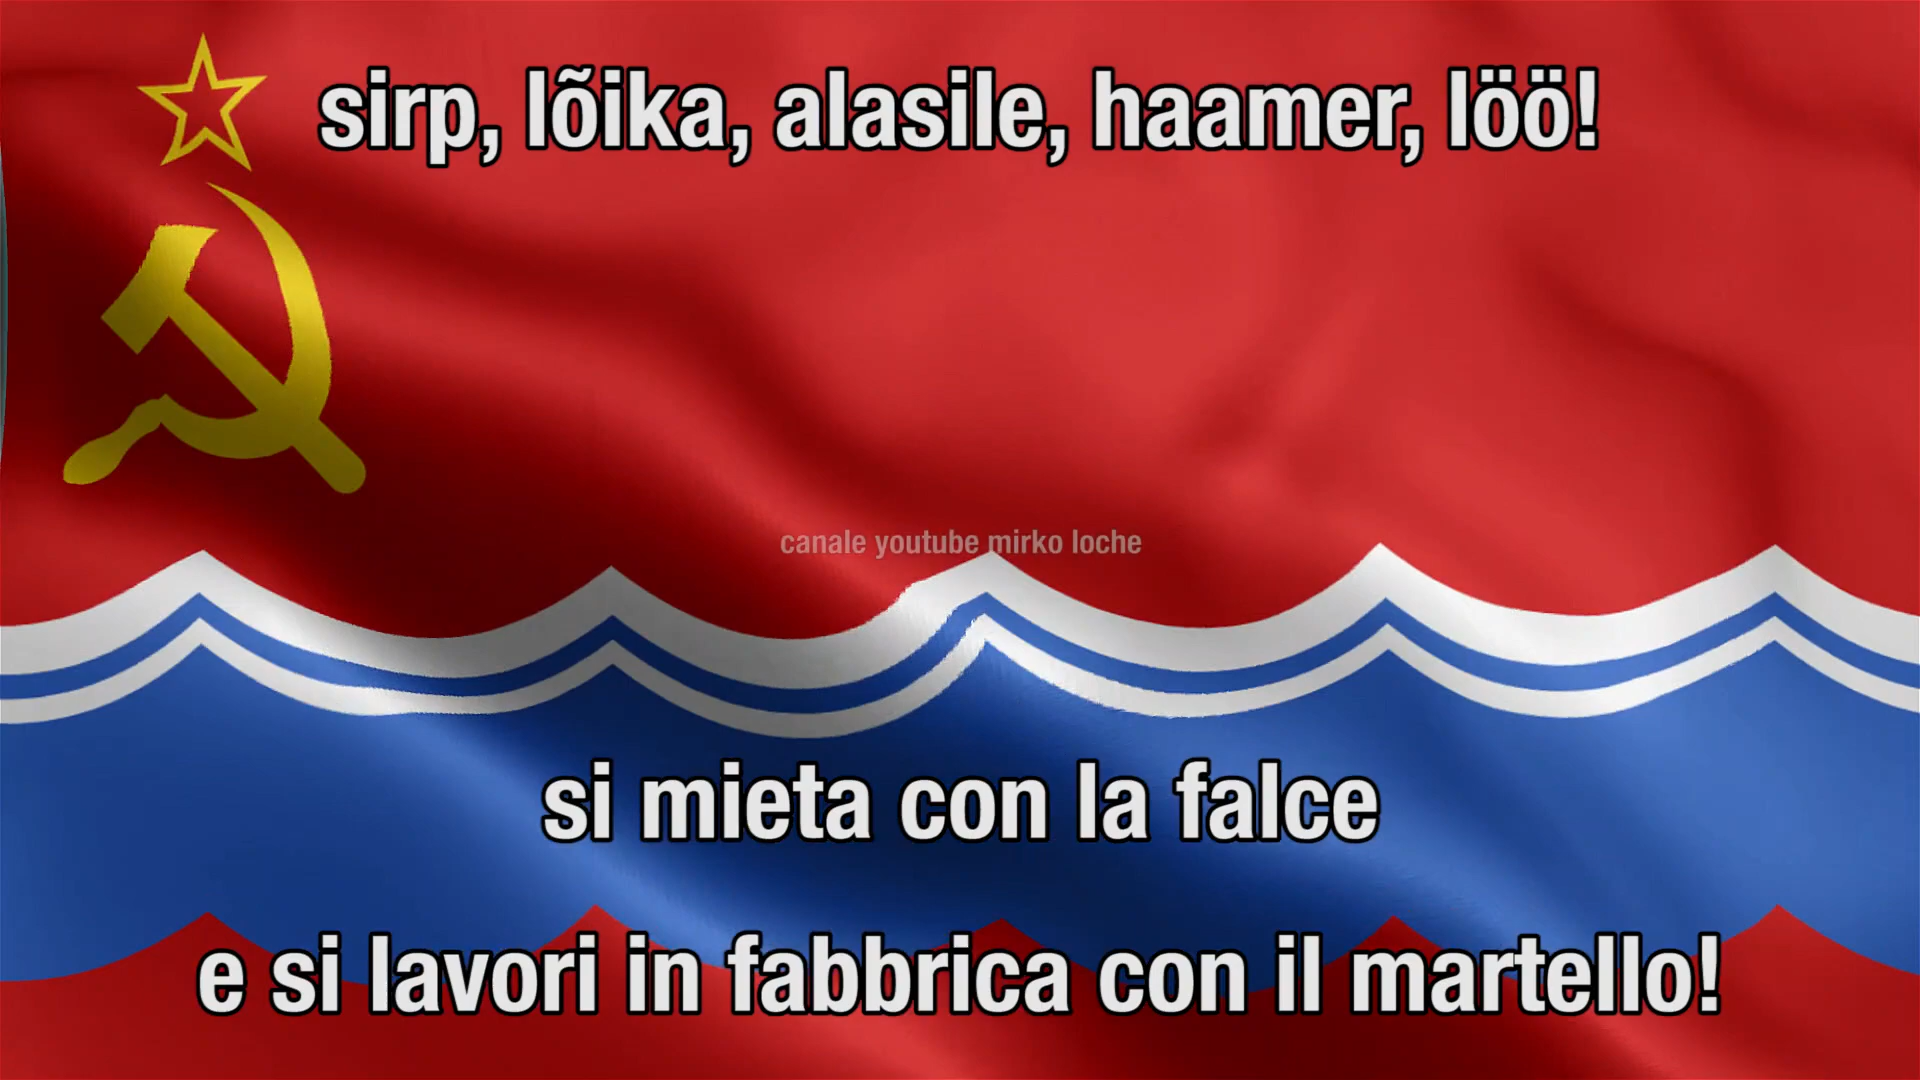 sirp, lõika, alasile, haamer, löö!
canale youtube mirko loche
si mieta con la falce
e si lavori in fabbrica con il martello!